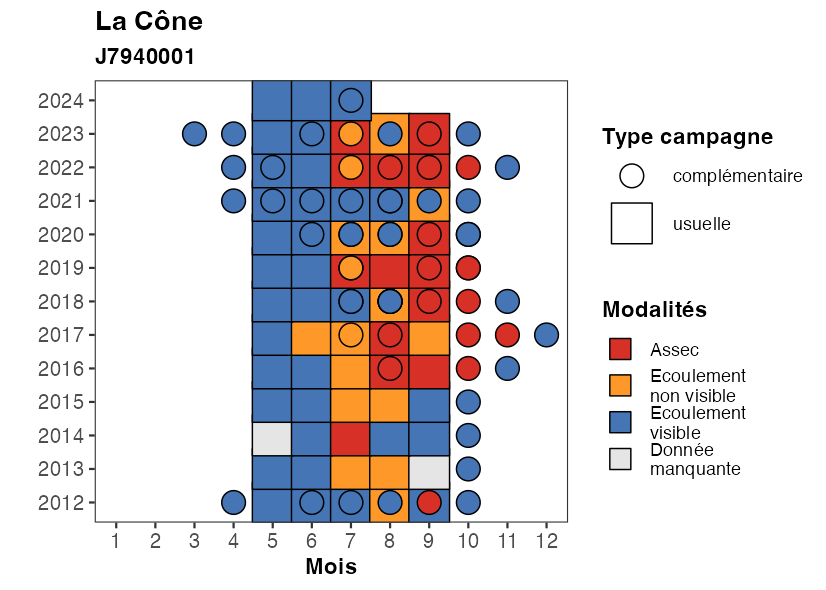 La Cône
J7940001
2024
2023
2022
2021
2020
2019
2018
2017
2016
2015
2014
2013
2012
1 2 3 4 5 6 7 8 9 10 11 12
Mois
Type campagne
complémentaire
usuelle
Modalités
Assec
Ecoulement
non visible
Ecoulement
visible
Donnée
manquante